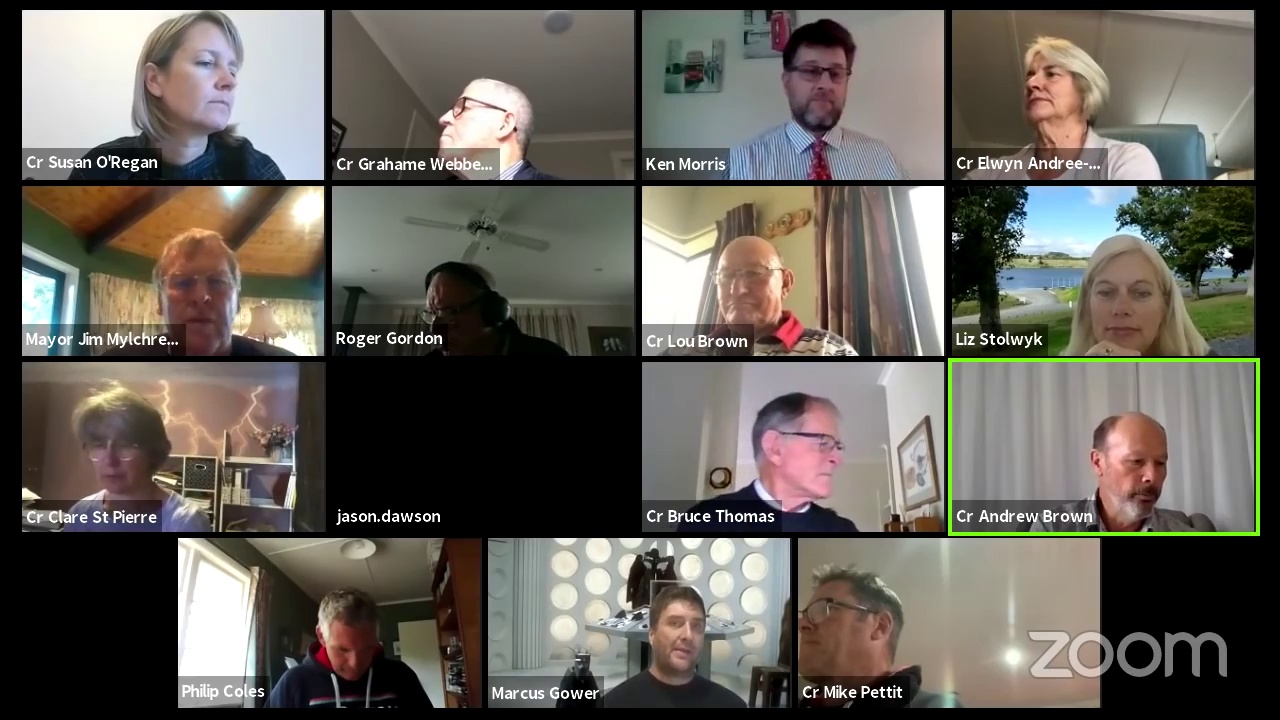 Cr Susan O'Regan
Cr Grahame Webbe...
Ken Morris
Cr Elwyn Andree-...
Mayor Jim Mylchre...
Roger Gordon
Cr Lou Brown
Liz Stolwyk
Cr Clare St Pierre
jason.dawson
Cr Bruce Thomas
Cr Andrew Brown
Philip Coles
Marcus Gower
Cr Mike Pettit
zoom